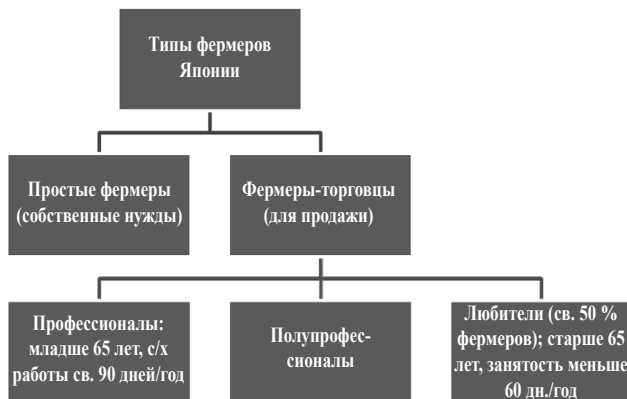 Типы фермеров
Японии
Простые фермеры
(собственные нужды)
Фермеры-торговцы
(для продажи)
Профессионалы:
младше 65 лет, с/х
работы св. 90 дней/год
Полупрофес-
сионалы
Любители (св. 50 %
фермеров); старше 65
лет, занятость меньше
60 дн./год